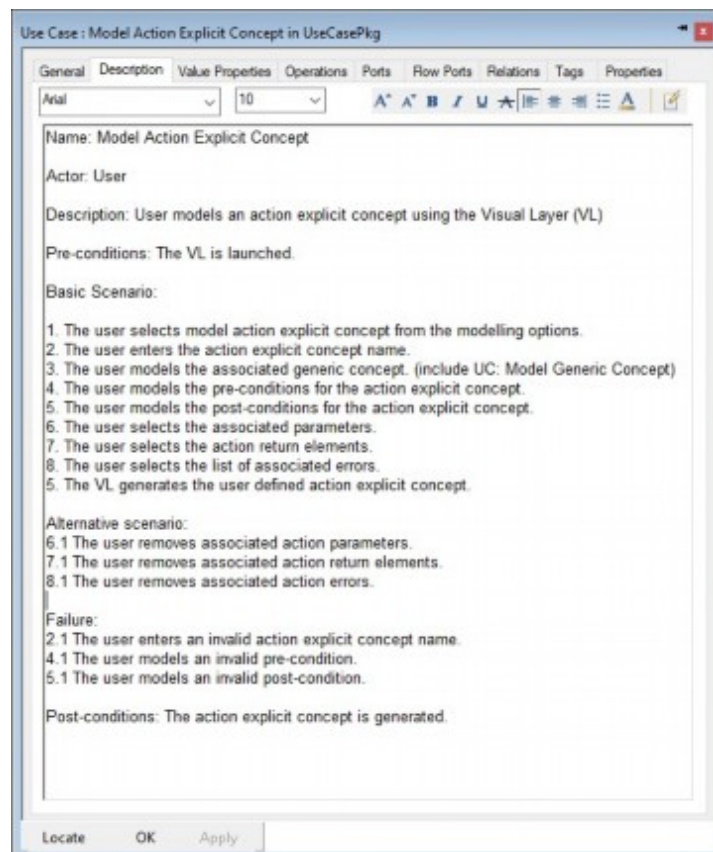 Use Case : Model Action Explicit Concept in UseCasePkg
General Description Value Properties Operations Ports Flow Ports Relations Tags Properties
Arial 10
Name: Model Action Explicit Concept
Actor: User
Description: User models an action explicit concept using the Visual Layer (VL)
Pre-conditions: The VL is launched.
Basic Scenario:
1. The user selects model action explicit concept from the modelling options.
2. The user enters the action explicit concept name.
3. The user models the associated generic concept. (include UC: Model Generic Concept)
4. The user models the pre-conditions for the action explicit concept.
5. The user models the post-conditions for the action explicit concept.
6. The user selects the associated parameters.
7. The user selects the action return elements.
8. The user selects the list of associated errors.
5. The VL generates the user defined action explicit concept.
Alternative scenario:
6.1 The user removes associated action parameters.
7.1 The user removes associated action return elements.
8.1 The user removes associated action errors.
Failure:
2.1 The user enters an invalid action explicit concept name.
4.1 The user models an invalid pre-condition.
5.1 The user models an invalid post-condition.
Post-conditions: The action explicit concept is generated.
Locate OK Apply